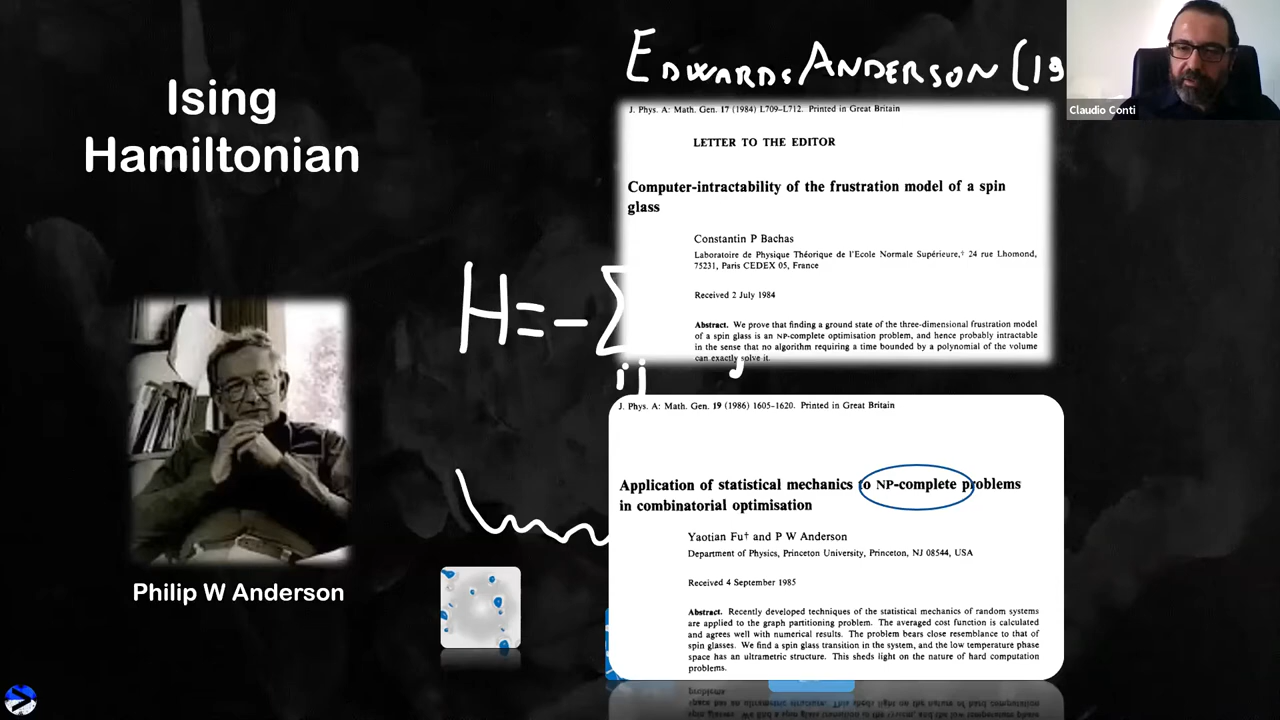 Ising
Hamiltonian
EDWARDS ANDERSON (19
Claudio Conti
J. Phys. A: Math. Gen. 17 (1984) L709–L712. Printed in Great Britain
LETTER TO THE EDITOR
Computer-intractability of the frustration model of a spin
glass
Constantin P Bachas
Laboratoire de Physique Théorique de l'Ecole Normale Supérieure,† 24 rue Lhomond,
75231, Paris CEDEX 05, France
Received 2 July 1984
Abstract. We prove that finding a ground state of the three-dimensional frustration model
of a spin glass is an NP-complete optimisation problem, and hence probably intractable
in the sense that no algorithm requiring a time bounded by a polynomial of the volume
can exactly solve it.
H=-∑
ij
J. Phys. A: Math. Gen. 19 (1986) 1605-1620. Printed in Great Britain
Application of statistical mechanics to NP-complete problems
in combinatorial optimisation
Yaotian Fu† and P W Anderson
Department of Physics, Princeton University, Princeton, NJ 08544, USA
Received 4 September 1985
Abstract. Recently developed techniques of the statistical mechanics of random systems
are applied to the graph partitioning problem. The averaged cost function is calculated
and agrees well with numerical results. The problem bears close resemblance to that of
spin glasses. We find a spin glass transition in the system, and the low temperature phase
space has an ultrametric structure. This sheds light on the nature of hard computation
problems.
Philip W Anderson